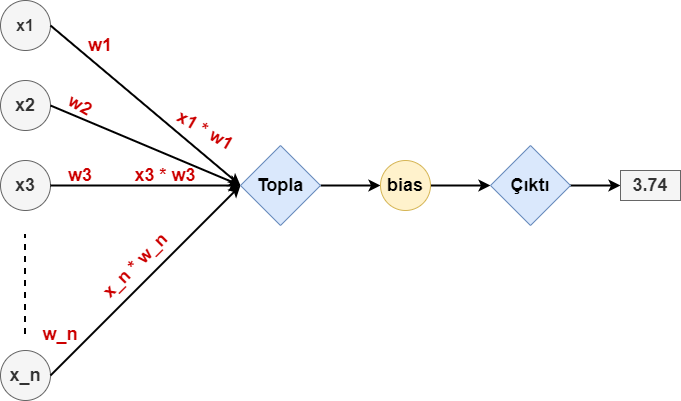 x1
w1
x1 * w1
x2
w2
x3
w3
x3 * w3
Topla
bias
Çıktı
3.74
x_n * w_n
w_n
x_n